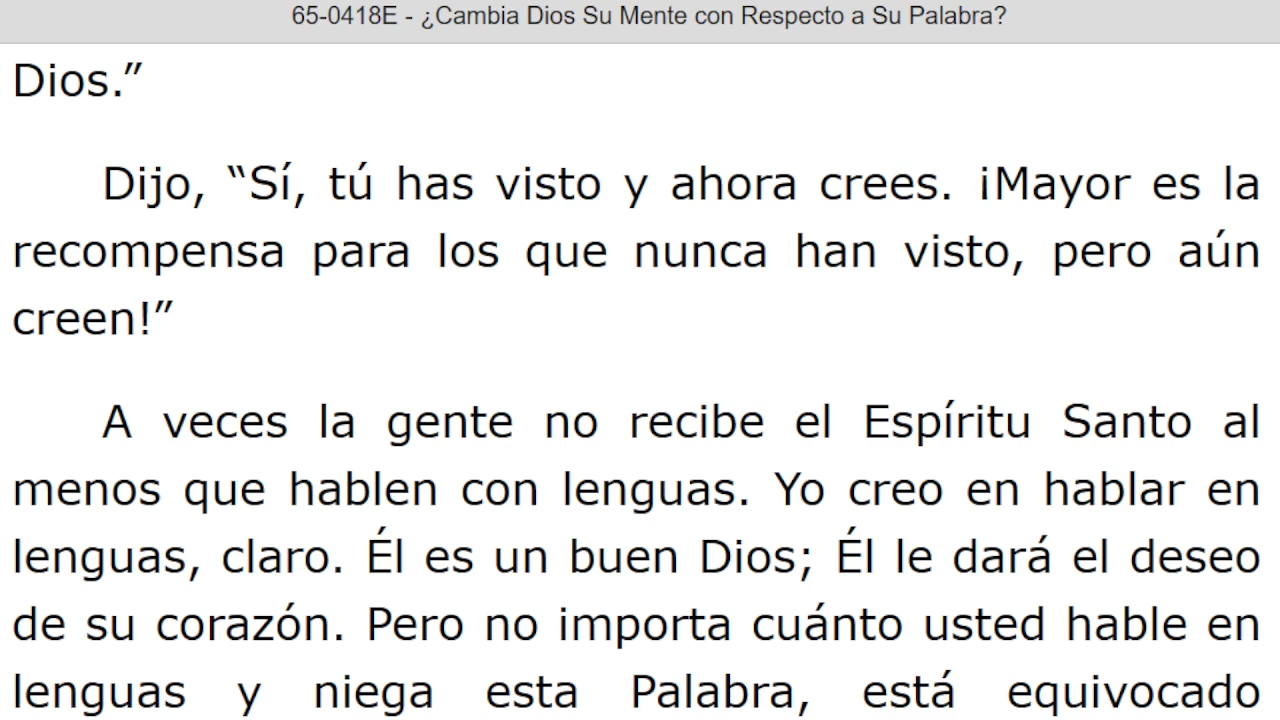 65-0418E - ¿Cambia Dios Su Mente con Respecto a Su Palabra?
Dios.”
Dijo, “Sí, tú has visto y ahora crees. ¡Mayor es la
recompensa para los que nunca han visto, pero aún
creen!”
A veces la gente no recibe el Espíritu Santo al
menos que hablen con lenguas. Yo creo en hablar en
lenguas, claro. Él es un buen Dios; Él le dará el deseo
de su corazón. Pero no importa cuánto usted hable en
lenguas y niega esta Palabra, está equivocado